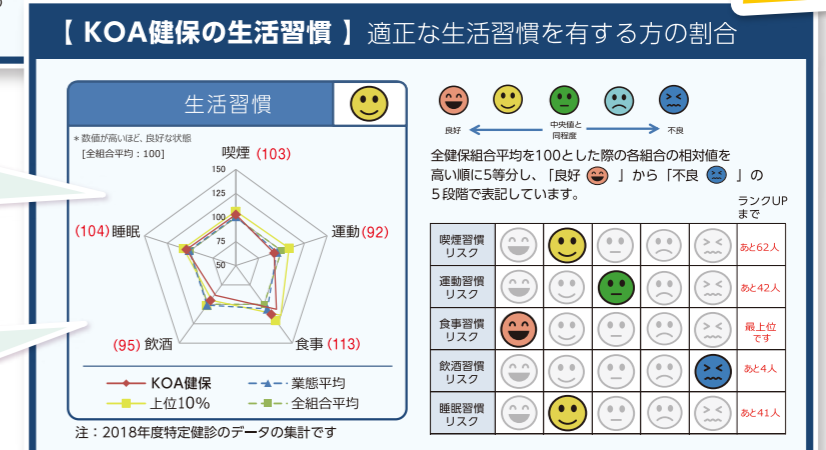 【 KOA健保の生活習慣 】適正な生活習慣を有する方の割合
生活習慣
＊数値が高いほど、良好な状態
[全組合平均：100]
喫煙 (103)
150
125
100
75
50
(104) 睡眠
運動 (92)
(95) 飲酒
食事 (113)
KOA健保
業態平均
上位10％
全組合平均
注：2018年度特定健診のデータの集計です
良好
中央値と
同程度
不良
全健保組合平均を100とした際の各組合の相対値を
高い順に5等分し、「良好 」から「不良 」の
５段階で表記しています。
ランクUP
まで
喫煙習慣
リスク
あと62人
運動習慣
リスク
あと42人
食事習慣
リスク
最上位
です
飲酒習慣
リスク
あと4人
睡眠習慣
リスク
あと41人